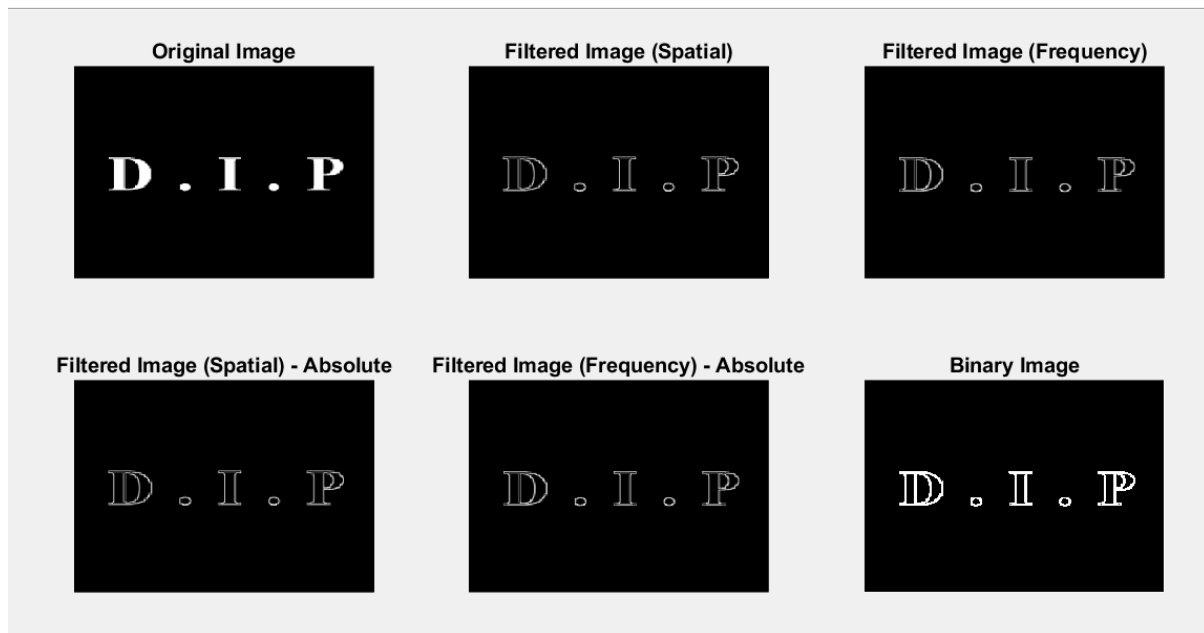 Original Image
Filtered Image (Spatial)
Filtered Image (Frequency)
D . I . P
D . I . P
D . I . P
Filtered Image (Spatial) - Absolute
Filtered Image (Frequency) - Absolute
Binary Image
D . I . P
D . I . P
D . I . P